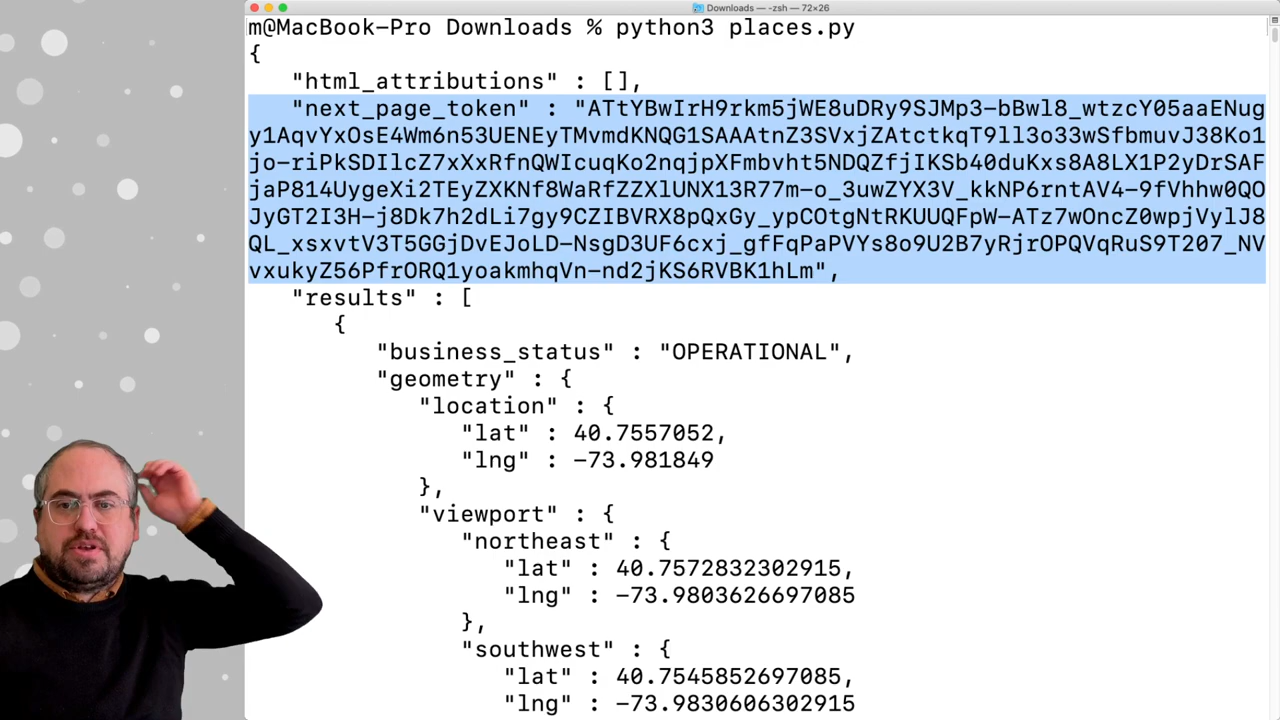 Downloads — -zsh — 72×26
m@MacBook-Pro Downloads % python3 places.py
{
"html_attributions" : [],
"next_page_token" : "ATtYBwIrH9rkm5jWE8uDRy9SJMp3-bBwl8_wtzcY05aaENug
y1AqvYxOsE4Wm6n53UENEyTMvmdKNQG1SAAAtnZ3SVxjZAtctkqT9ll3o33wSfbmuvJ38Ko1
jo-riPkSDIlcZ7xXxRfnQWIcuqKo2nqjpXFmbvht5NDQZfjIKSb40duKxs8A8LX1P2yDrSAF
jaP814UygeXi2TEyZXKNf8WaRfZZXlUNX13R77m-o_3uwZYX3V_kkNP6rntAV4-9fVhhw0QO
JyGT2I3H-j8Dk7h2dLi7gy9CZIBVRX8pQxGy_ypCOtgNtRKUUQFpW-ATz7wOncZ0wpjVylJ8
QL_xsxvtV3T5GGjDvEJoLD-NsgD3UF6cxj_gfFqPaPVYs8o9U2B7yRjrOPQVqRuS9T207_NV
vxukyZ56PfrORQ1yoakmhqVn-nd2jKS6RVBK1hLm",
"results" : [
{
"business_status" : "OPERATIONAL",
"geometry" : {
"location" : {
"lat" : 40.7557052,
"lng" : -73.981849
},
"viewport" : {
"northeast" : {
"lat" : 40.7572832302915,
"lng" : -73.9803626697085
},
"southwest" : {
"lat" : 40.7545852697085,
"lng" : -73.9830606302915